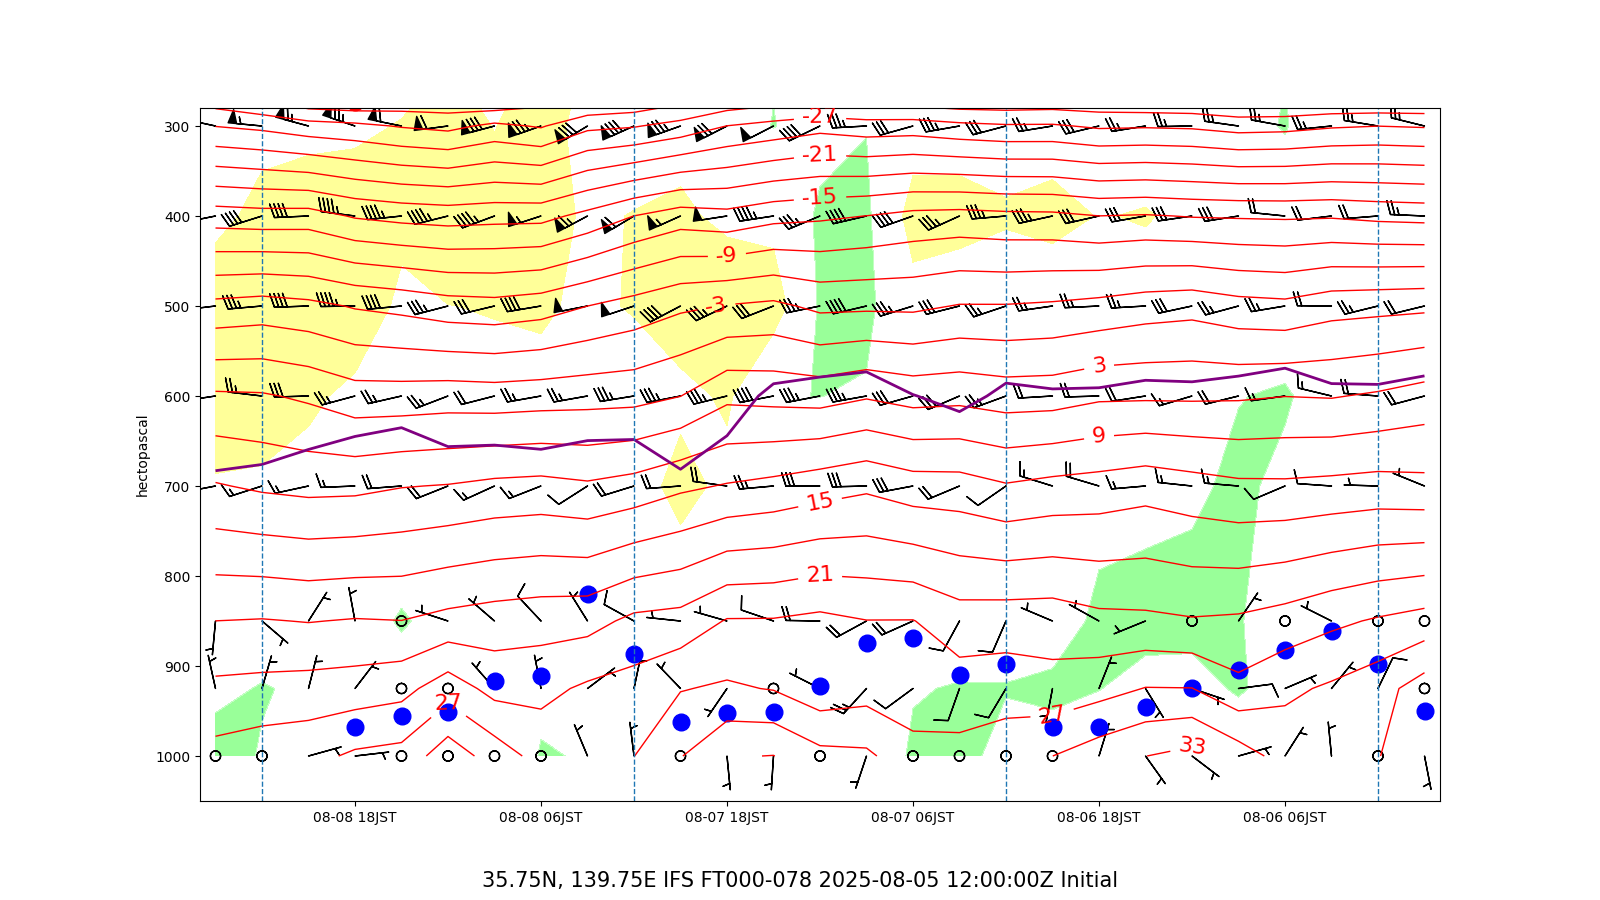 hectopascal
300
400
500
600
700
800
900
1000
-27
-21
-15
-9
-3
3
9
15
21
27
27
33
08-08 18JST
08-08 06JST
08-07 18JST
08-07 06JST
08-06 18JST
08-06 06JST
35.75N, 139.75E IFS FT000-078 2025-08-05 12:00:00Z Initial